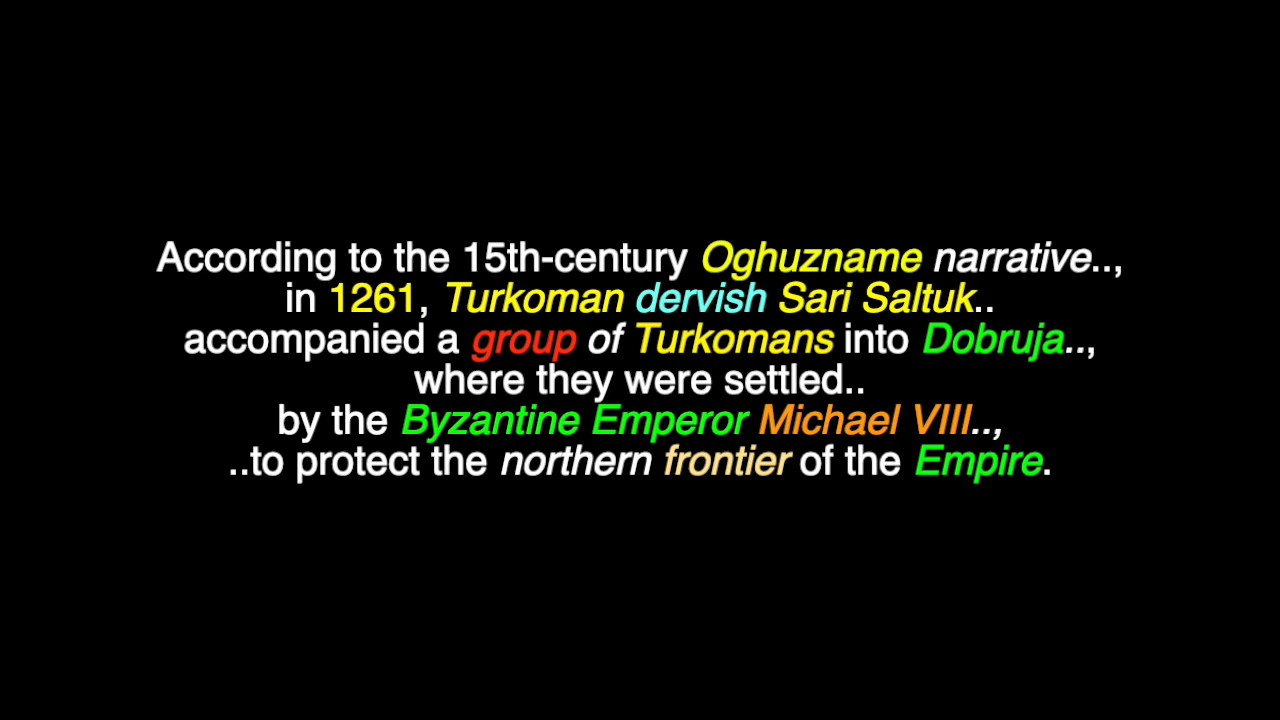 According to the 15th-century Oghuzname narrative..,
in 1261, Turkoman dervish Sari Saltuk..
accompanied a group of Turkomans into Dobruja..,
where they were settled..
by the Byzantine Emperor Michael VIII..,
..to protect the northern frontier of the Empire.